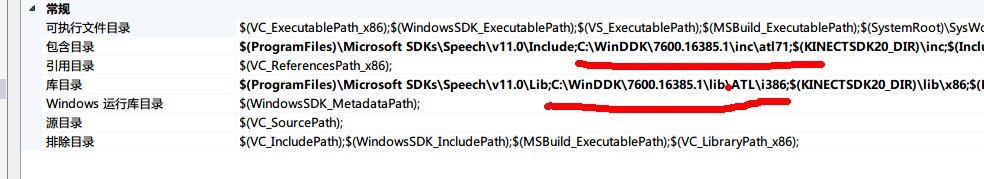 常规
可执行文件目录 $(VC_ExecutablePath_x86);$(WindowsSDK_ExecutablePath);$(VS_ExecutablePath);$(MSBuild_ExecutablePath);$(SystemRoot)\SysWo
包含目录 $(ProgramFiles)\Microsoft SDKs\Speech\v11.0\Include;C:\WinDDK\7600.16385.1\inc\atl71;$(KINECTSDK20_DIR)\inc;$(Inclu
引用目录 $(VC_ReferencesPath_x86);
库目录 $(ProgramFiles)\Microsoft SDKs\Speech\v11.0\Lib;C:\WinDDK\7600.16385.1\lib\ATL\i386;$(KINECTSDK20_DIR)\lib\x86;$(
Windows 运行库目录 $(WindowsSDK_MetadataPath);
源目录 $(VC_SourcePath);
排除目录 $(VC_IncludePath);$(WindowsSDK_IncludePath);$(MSBuild_ExecutablePath);$(VC_LibraryPath_x86);